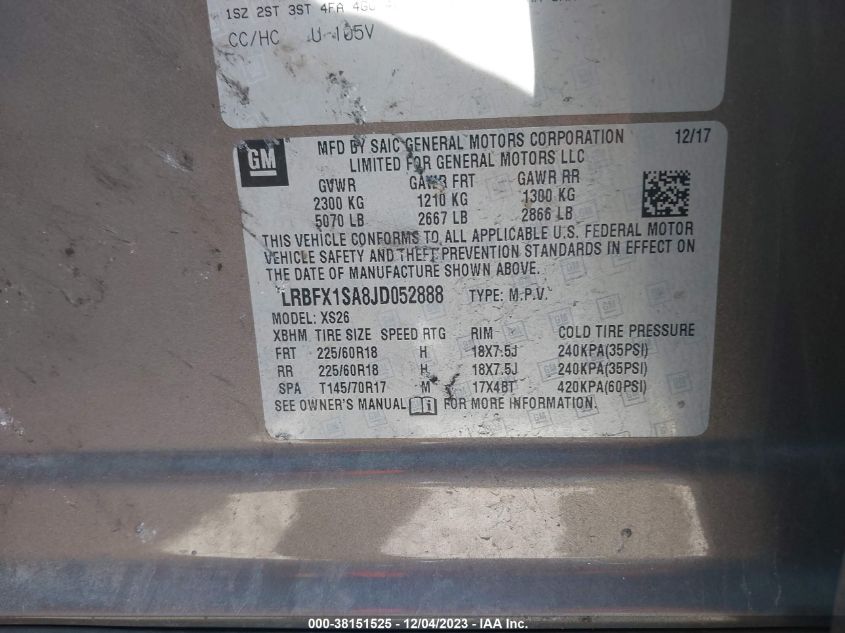 1SZ 2ST 3ST 4FA
CC/HC U 105V
GM
MFD BY SAIC GENERAL MOTORS CORPORATION 12/17
LIMITED FOR GENERAL MOTORS LLC
GVWR GAWR FRT GAWR RR
2300 KG 1210 KG 1300 KG
5070 LB 2667 LB 2866 LB
THIS VEHICLE CONFORMS TO ALL APPLICABLE U.S. FEDERAL MOTOR
VEHICLE SAFETY AND THEFT PREVENTION STANDARDS IN EFFECT ON
THE DATE OF MANUFACTURE SHOWN ABOVE.
LRBFX1SA8JD052888 TYPE: M.P.V.
MODEL: XS26
XBHM TIRE SIZE SPEED RTG RIM COLD TIRE PRESSURE
FRT 225/60R18 H 18X7.5J 240KPA(35PSI)
RR 225/60R18 H 18X7.5J 240KPA(35PSI)
SPA T145/70R17 M 17X4BT 420KPA(60PSI)
SEE OWNER'S MANUAL FOR MORE INFORMATION.
000-38151525 - 12/04/2023 - IAA Inc.